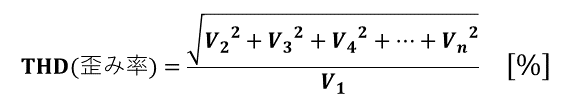 THD(歪み率) = √(V₂² + V₃² + V₄² + ⋯ + Vₙ²) / V₁ [%]